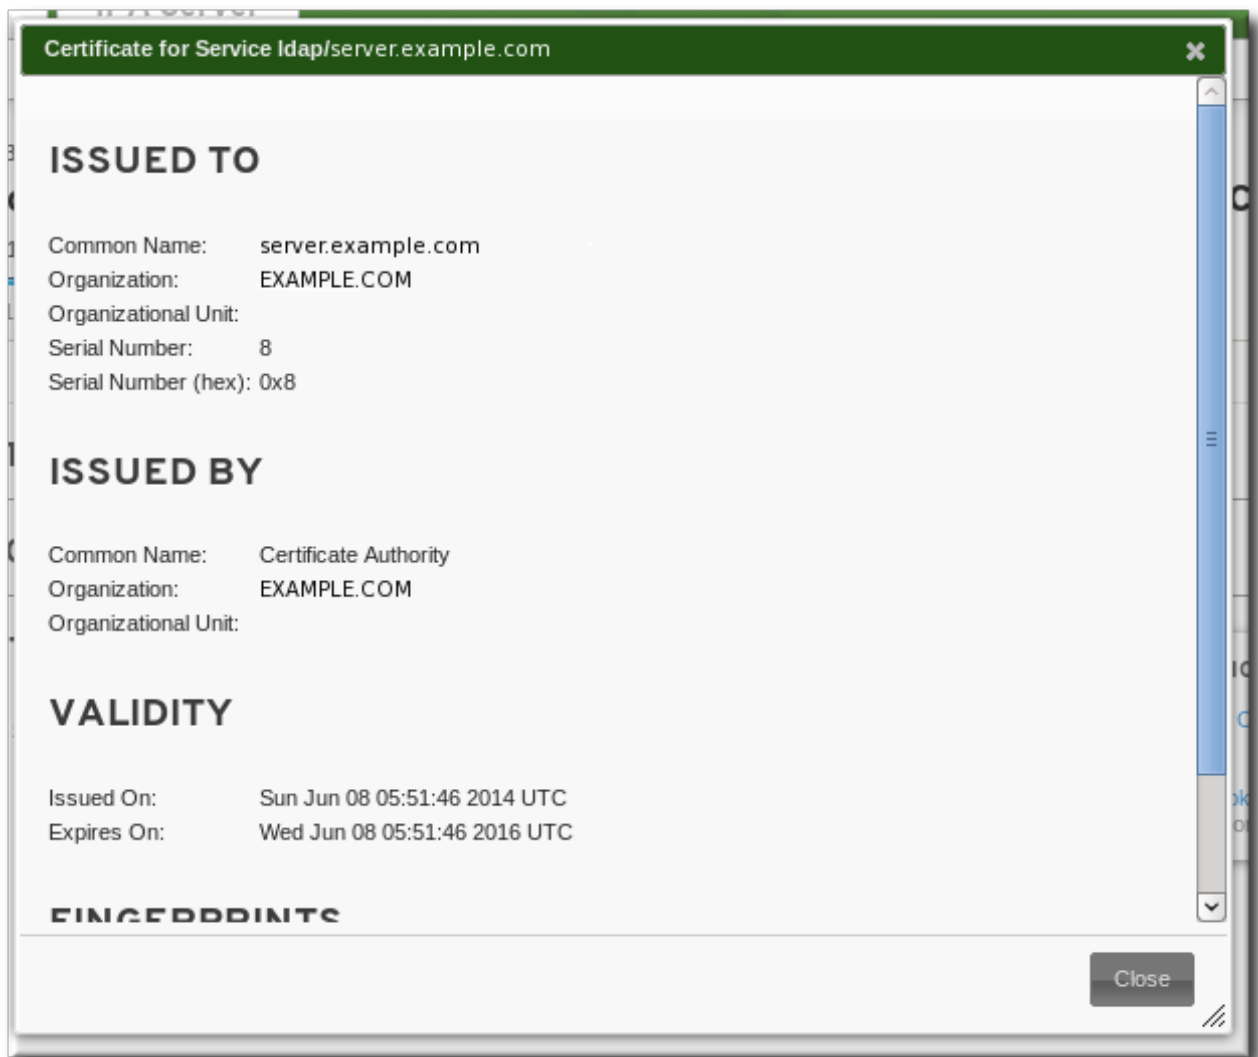 IPA Server
Certificate for Service ldap/server.example.com
ISSUED TO
Common Name: server.example.com
Organization: EXAMPLE.COM
Organizational Unit:
Serial Number: 8
Serial Number (hex): 0x8
ISSUED BY
Common Name: Certificate Authority
Organization: EXAMPLE.COM
Organizational Unit:
VALIDITY
Issued On: Sun Jun 08 05:51:46 2014 UTC
Expires On: Wed Jun 08 05:51:46 2016 UTC
FINGERPRINTS
Close